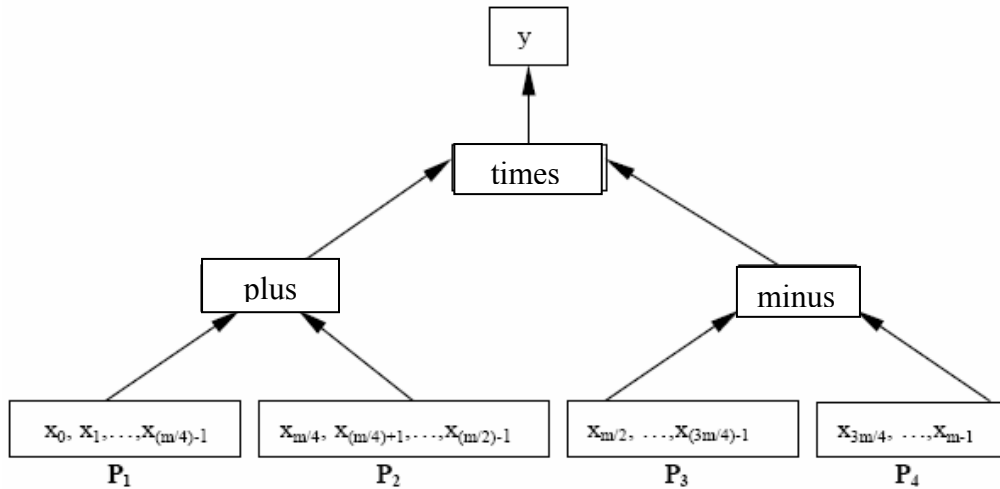 y
times
plus
minus
x₀, x₁,...,x₍ₘ/₄₎₋₁
xₘ/₄, x₍ₘ/₄₎₊₁,...,x₍ₘ/₂₎₋₁
xₘ/₂, ...,x₍₃ₘ/₄₎₋₁
x₃ₘ/₄, ...,xₘ₋₁
P₁
P₂
P₃
P₄